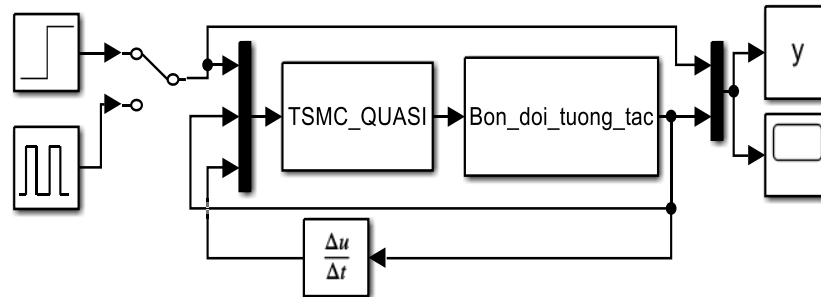 y
TSMC_QUASI
Bon_doi_tuong_tac
Δu
Δt